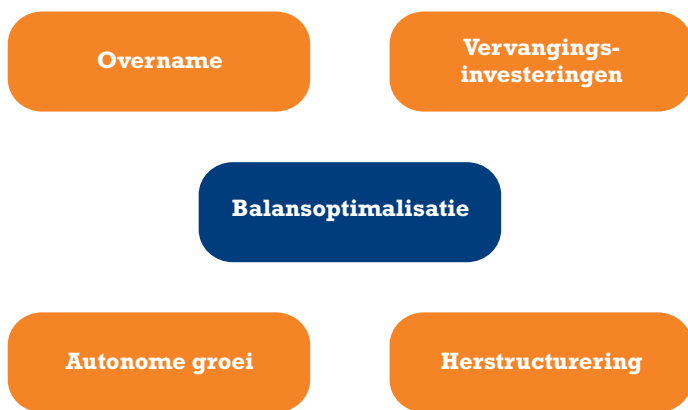 Overname
Vervangings-
investeringen
Balansoptimalisatie
Autonome groei
Herstructurering